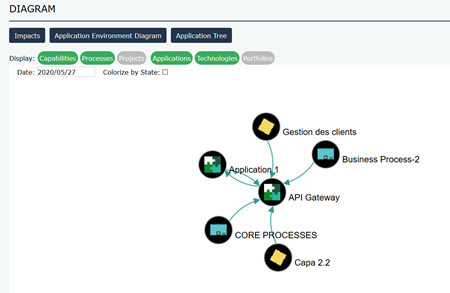 DIAGRAM
Impacts Application Environment Diagram Application Tree
Display: Capabilities Processes Projects Applications Technologies Portfolios
Date: 2020/05/27 Colorize by State:
Gestion des clients
Business Process-2
Application 1
API Gateway
CORE PROCESSES
Capa 2.2